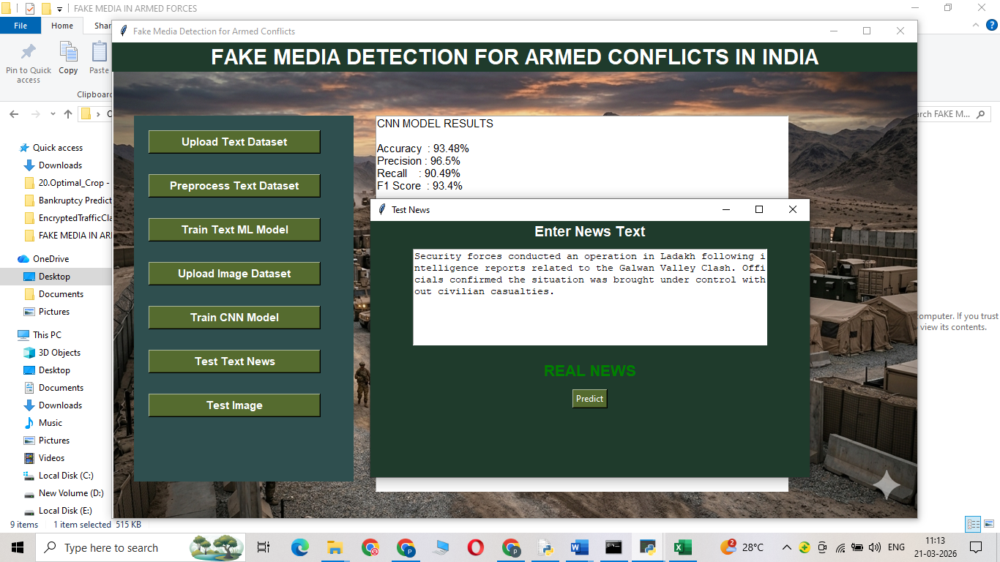 FAKE MEDIA IN ARMED FORCES
File
Home
Shar
Pin to Quick
access
Copy
Paste
Clipboard
Fake Media Detection for Armed Conflicts
FAKE MEDIA DETECTION FOR ARMED CONFLICTS IN INDIA
arch FAKE M...
Quick access
Downloads
20.Optimal_Crop -
Bankruptcy Predict
EncryptedTrafficCla
FAKE MEDIA IN ARI
OneDrive
Desktop
Documents
Pictures
This PC
3D Objects
Desktop
Documents
Downloads
Music
Pictures
Videos
Local Disk (C:)
New Volume (D:)
Local Disk (E:)
9 items
1 item selected 515 KB
Upload Text Dataset
Preprocess Text Dataset
Train Text ML Model
Upload Image Dataset
Train CNN Model
Test Text News
Test Image
CNN MODEL RESULTS
Accuracy : 93.48%
Precision : 96.5%
Recall : 90.49%
F1 Score : 93.4%
Test News
Enter News Text
Security forces conducted an operation in Ladakh following i
ntelligence reports related to the Galwan Valley Clash. Offi
cials confirmed the situation was brought under control with
out civilian casualties.
REAL NEWS
Predict
computer. If you trust
view its contents.
Type here to search
2
28°C
ENG
11:13
21-03-2026